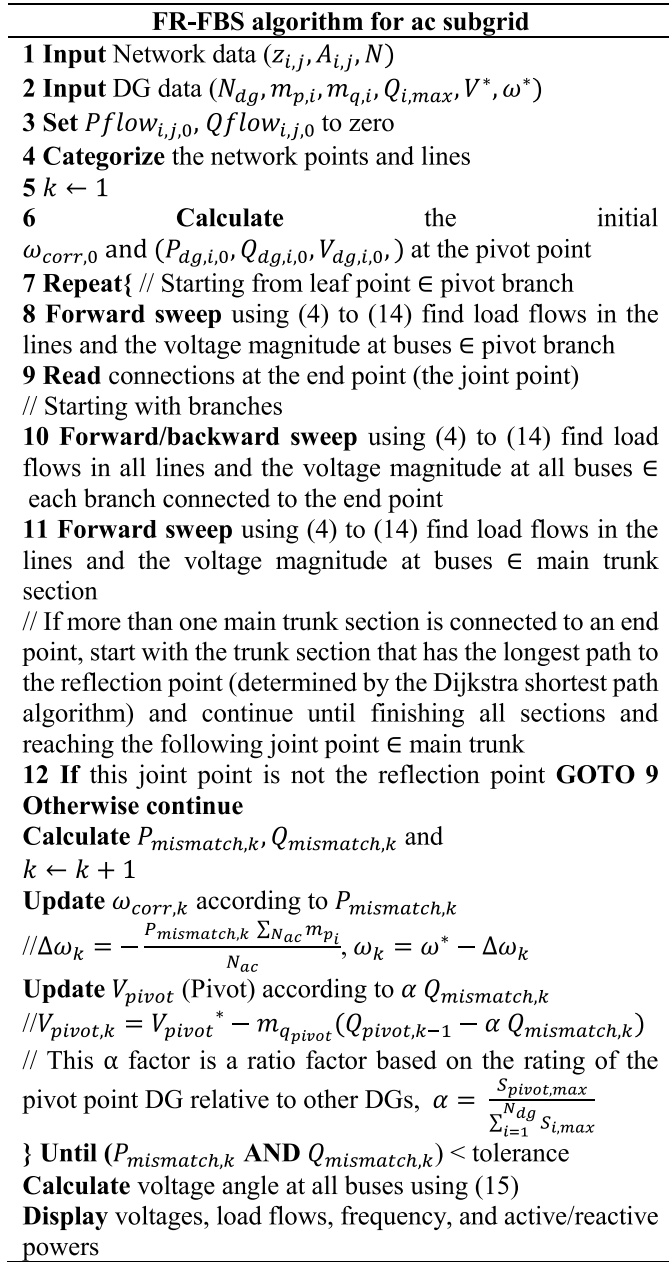 FR-FBS algorithm for ac subgrid
1 Input Network data (z_{i,j}, A_{i,j}, N)
2 Input DG data (N_{dg}, m_{p,i}, m_{q,i}, Q_{i,max}, V^*, ω^*)
3 Set Pflow_{i,j,0}, Qflow_{i,j,0} to zero
4 Categorize the network points and lines
5 k ← 1
6 Calculate the initial
ω_{corr,0} and (P_{dg,i,0}, Q_{dg,i,0}, V_{dg,i,0},) at the pivot point
7 Repeat{ // Starting from leaf point ∈ pivot branch
8 Forward sweep using (4) to (14) find load flows in the
lines and the voltage magnitude at buses ∈ pivot branch
9 Read connections at the end point (the joint point)
// Starting with branches
10 Forward/backward sweep using (4) to (14) find load
flows in all lines and the voltage magnitude at all buses ∈
each branch connected to the end point
11 Forward sweep using (4) to (14) find load flows in the
lines and the voltage magnitude at buses ∈ main trunk
section
// If more than one main trunk section is connected to an end
point, start with the trunk section that has the longest path to
the reflection point (determined by the Dijkstra shortest path
algorithm) and continue until finishing all sections and
reaching the following joint point ∈ main trunk
12 If this joint point is not the reflection point GOTO 9
Otherwise continue
Calculate P_{mismatch,k}, Q_{mismatch,k} and
k ← k + 1
Update ω_{corr,k} according to P_{mismatch,k}
//Δω_k = −\frac{P_{mismatch,k} ∑_{N_{ac}} m_{p_i}}{N_{ac}}, ω_k = ω^* − Δω_k
Update V_{pivot} (Pivot) according to α Q_{mismatch,k}
//V_{pivot,k} = V_{pivot}^* − m_{q_{pivot}}(Q_{pivot,k−1} − α Q_{mismatch,k})
// This α factor is a ratio factor based on the rating of the
pivot point DG relative to other DGs, α = \frac{S_{pivot,max}}{∑_{i=1}^{N_{dg}} S_{i,max}}
} Until (P_{mismatch,k} AND Q_{mismatch,k}) < tolerance
Calculate voltage angle at all buses using (15)
Display voltages, load flows, frequency, and active/reactive
powers